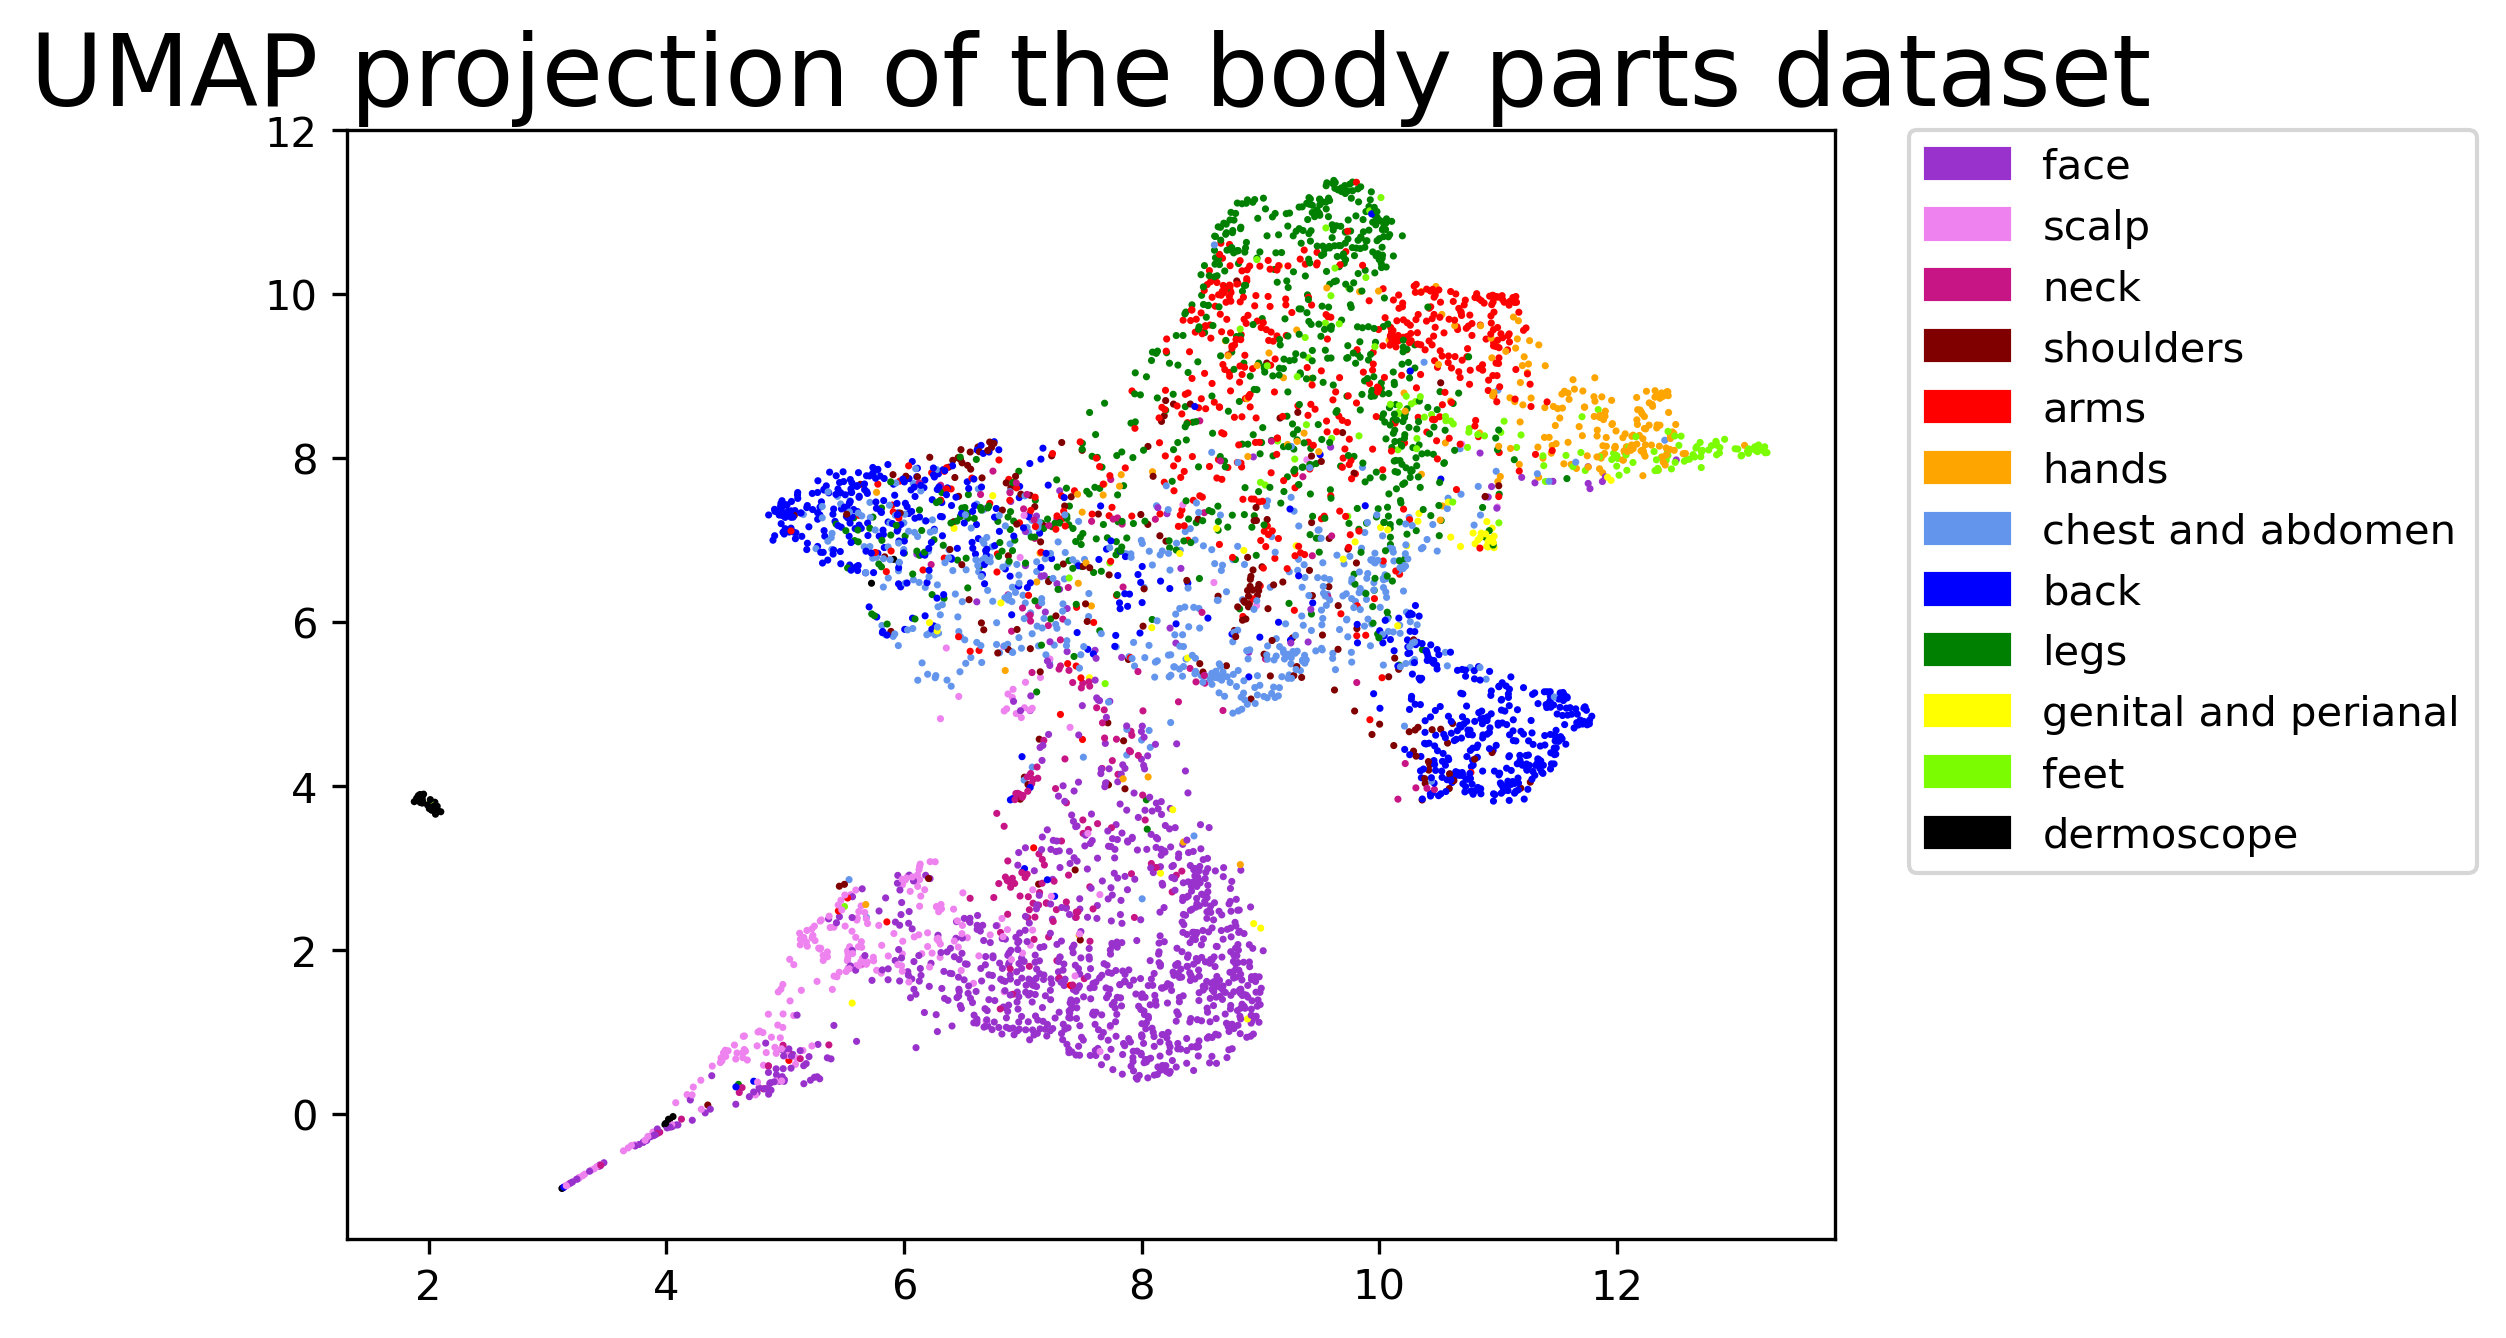 UMAP projection of the body parts dataset
12
10
8
6
4
2
0
2 4 6 8 10 12
face
scalp
neck
shoulders
arms
hands
chest and abdomen
back
legs
genital and perianal
feet
dermoscope